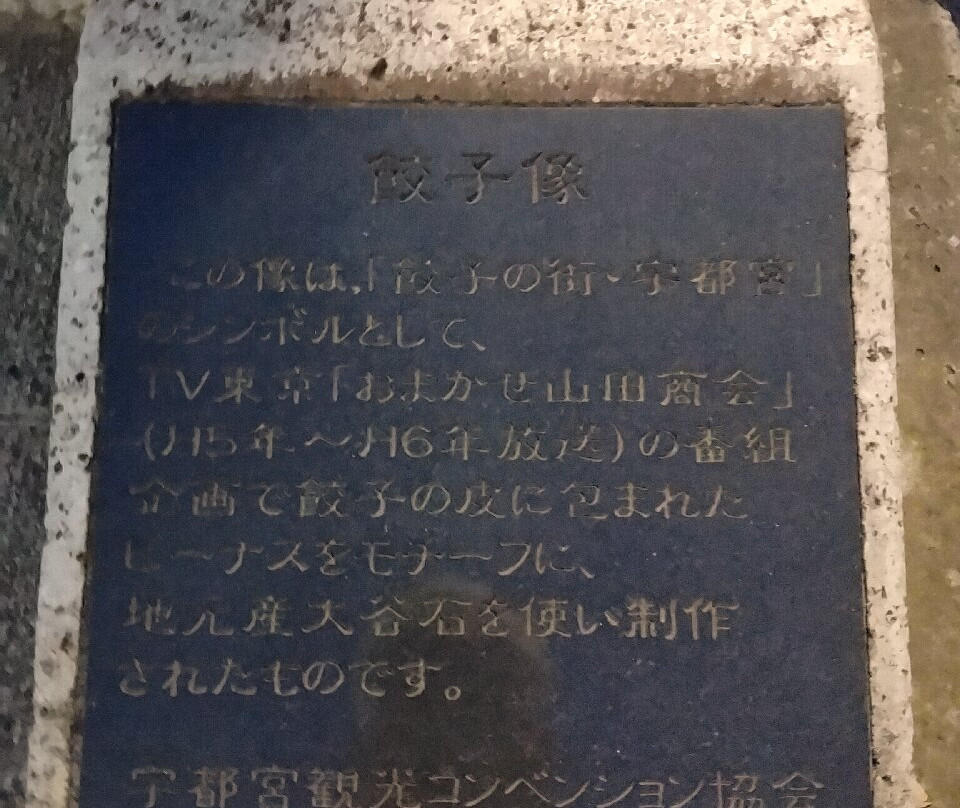 餃子像
この像は、「餃子の街・宇都宮」
のシンボルとして、
TV東京「おまかせ山田商会」
(H5年～H6年放送)の番組
企画で餃子の皮に包まれた
ビーナスをモチーフに、
地元産大谷石を使い制作
されたものです。
宇都宮観光コンベンション協会